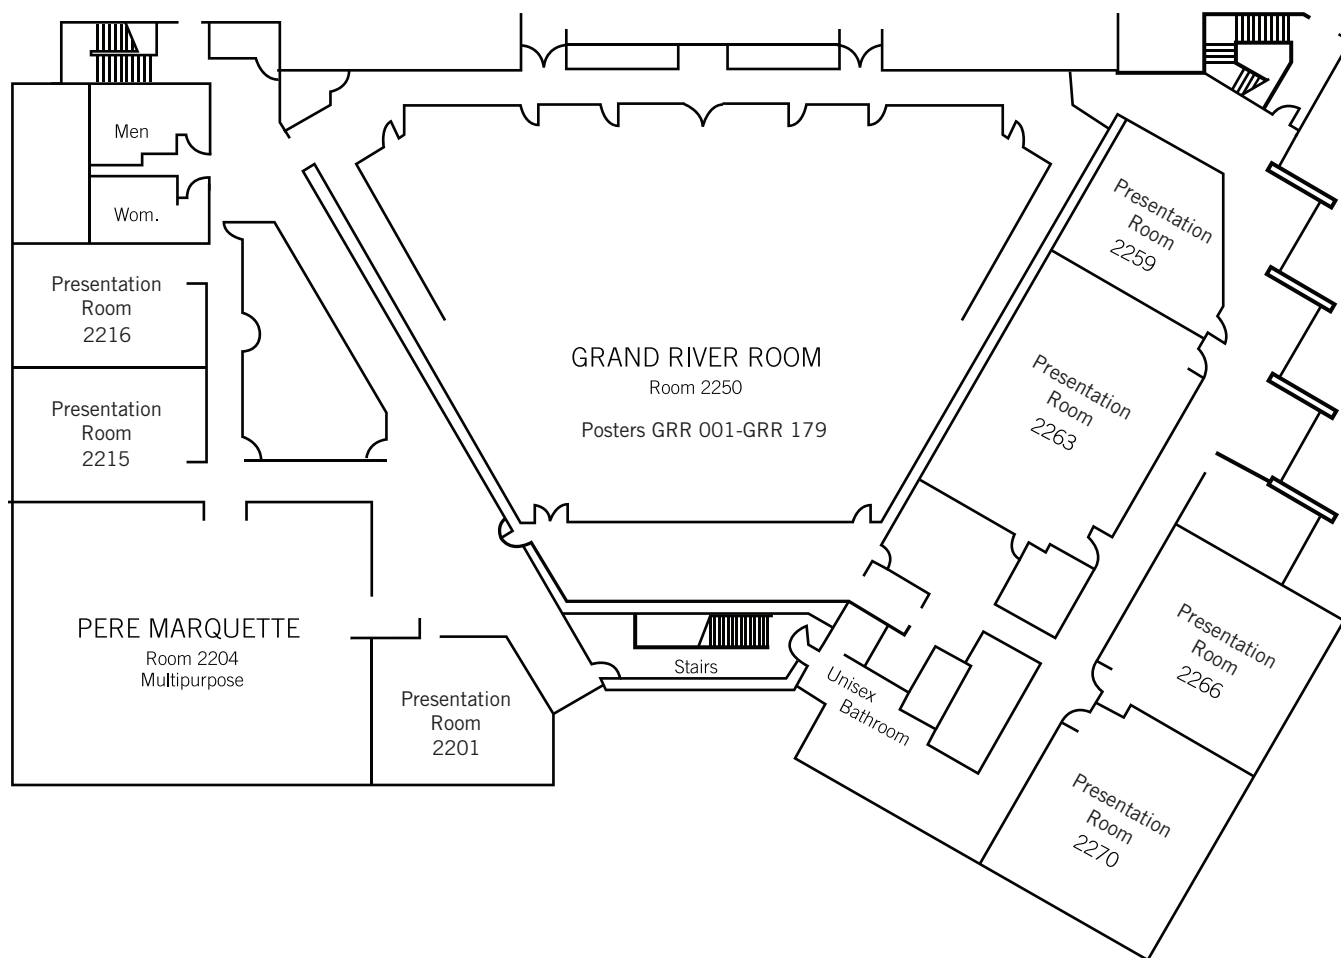 Men
Wom.
Presentation
Room
2216
Presentation
Room
2215
PERE MARQUETTE
Room 2204
Multipurpose
Presentation
Room
2201
GRAND RIVER ROOM
Room 2250
Posters GRR 001-GRR 179
Stairs
Unisex
Bathroom
Presentation
Room
2259
Presentation
Room
2263
Presentation
Room
2266
Presentation
Room
2270